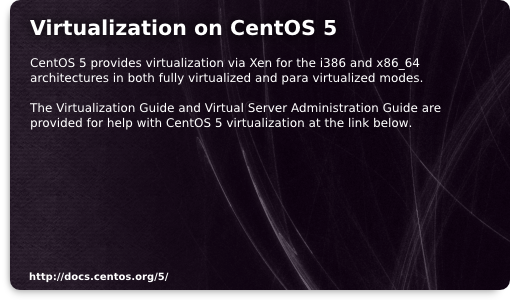 Virtualization on CentOS 5
CentOS 5 provides virtualization via Xen for the i386 and x86_64
architectures in both fully virtualized and para virtualized modes.
The Virtualization Guide and Virtual Server Administration Guide are
provided for help with CentOS 5 virtualization at the link below.
http://docs.centos.org/5/